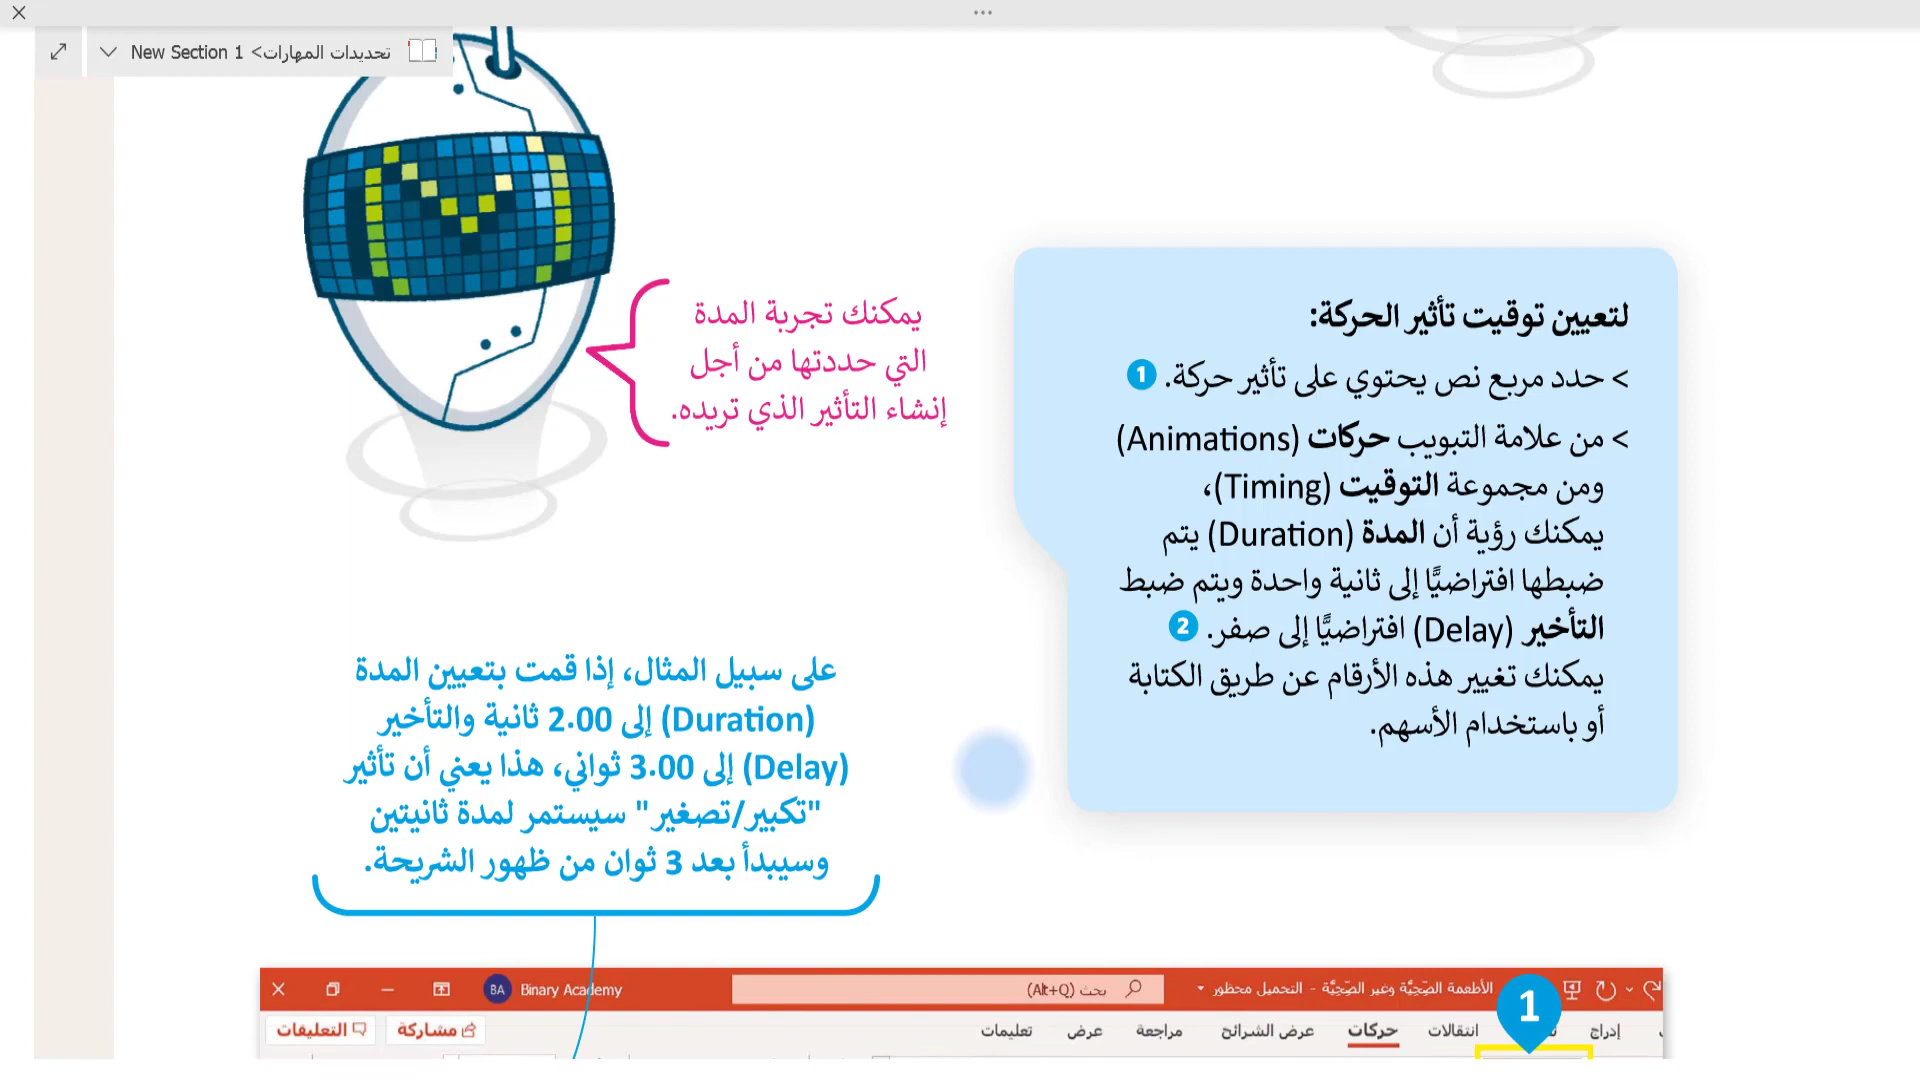 New Section 1 <تحديدات المهارات
يمكنك تجربة المدة
التي حددتها من أجل
إنشاء التأثير الذي تريده.
لتعيين توقيت تأثير الحركة:
> حدد مربع نص يحتوي على تأثير حركة. 1
> من علامة التبويب حركات (Animations)
ومن مجموعة التوقيت (Timing)،
يمكنك رؤية أن المدة (Duration) يتم
ضبطها افتراضيًّا إلى ثانية واحدة ويتم ضبط
التأخير (Delay) افتراضيًّا إلى صفر. 2
يمكنك تغيير هذه الأرقام عن طريق الكتابة
أو باستخدام الأسهم.
على سبيل المثال، إذا قمت بتعيين المدة
(Duration) إلى 2.00 ثانية والتأخير
(Delay) إلى 3.00 ثواني، هذا يعني أن تأثير
"تكبير/تصغير" سيستمر لمدة ثانيتين
وسيبدأ بعد 3 ثوان من ظهور الشريحة.
الأطعمة الصّحِيَّة وغير الصّحِيَّة - التحميل محظور بحث (Alt+Q) Binary Academy BA
1
إدراج انتقالات حركات عرض الشرائح مراجعة عرض تعليمات مشاركة التعليقات